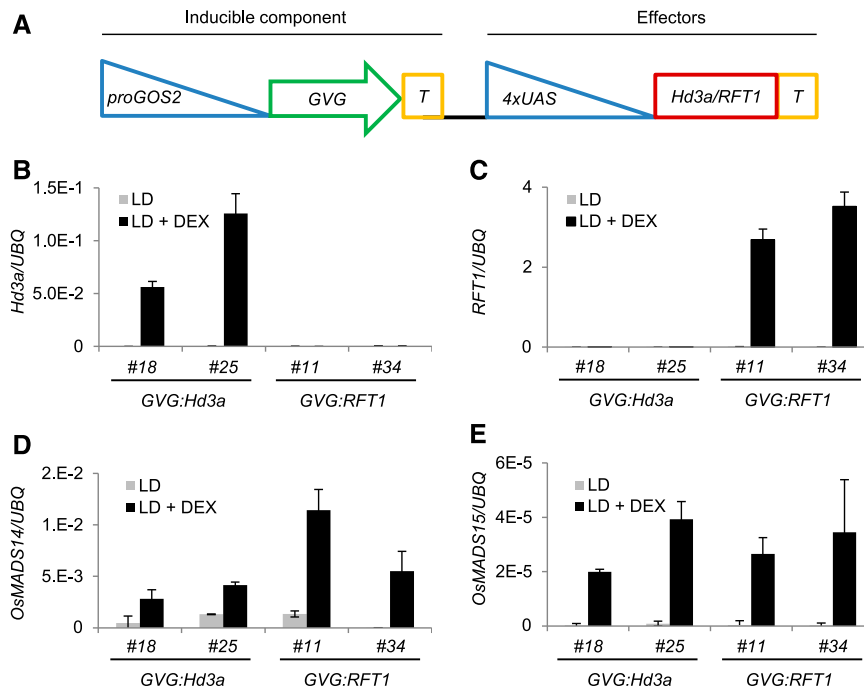 A
Inducible component
Effectors
proGOS2
GVG
T
4xUAS
Hd3a/RFT1
T
B
Hd3a/UBQ
1.5E-1
1.0E-1
5.0E-2
0
LD
LD + DEX
#18
#25
#11
#34
GVG:Hd3a
GVG:RFT1
C
RFT1/UBQ
4
2
0
LD
LD + DEX
#18
#25
#11
#34
GVG:Hd3a
GVG:RFT1
D
OsMADS14/UBQ
2.E-2
1.E-2
5.E-3
0
LD
LD + DEX
#18
#25
#11
#34
GVG:Hd3a
GVG:RFT1
E
OsMADS15/UBQ
6E-5
4E-5
2E-5
0
LD
LD + DEX
#18
#25
#11
#34
GVG:Hd3a
GVG:RFT1